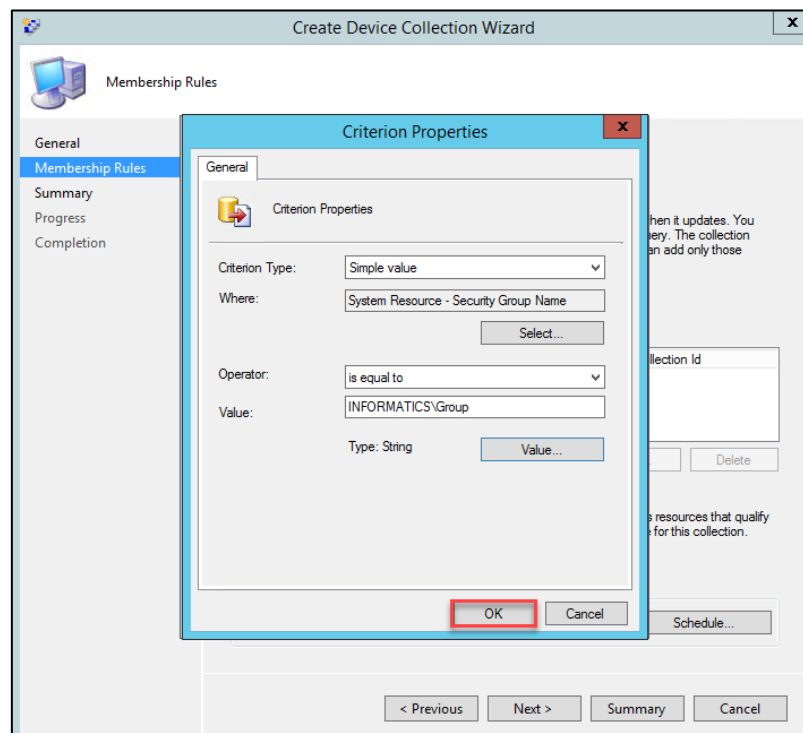 Create Device Collection Wizard
x
Membership Rules
General
Membership Rules
Summary
Progress
Completion
Criterion Properties
x
General
Criterion Properties
Criterion Type:
Simple value
Where:
System Resource - Security Group Name
Select...
Operator:
is equal to
Value:
INFORMATICS\Group
Type: String
Value...
OK
Cancel
hen it updates. You
ery. The collection
an add only those
llection Id
Delete
s resources that qualify
for this collection.
Schedule...
< Previous
Next >
Summary
Cancel